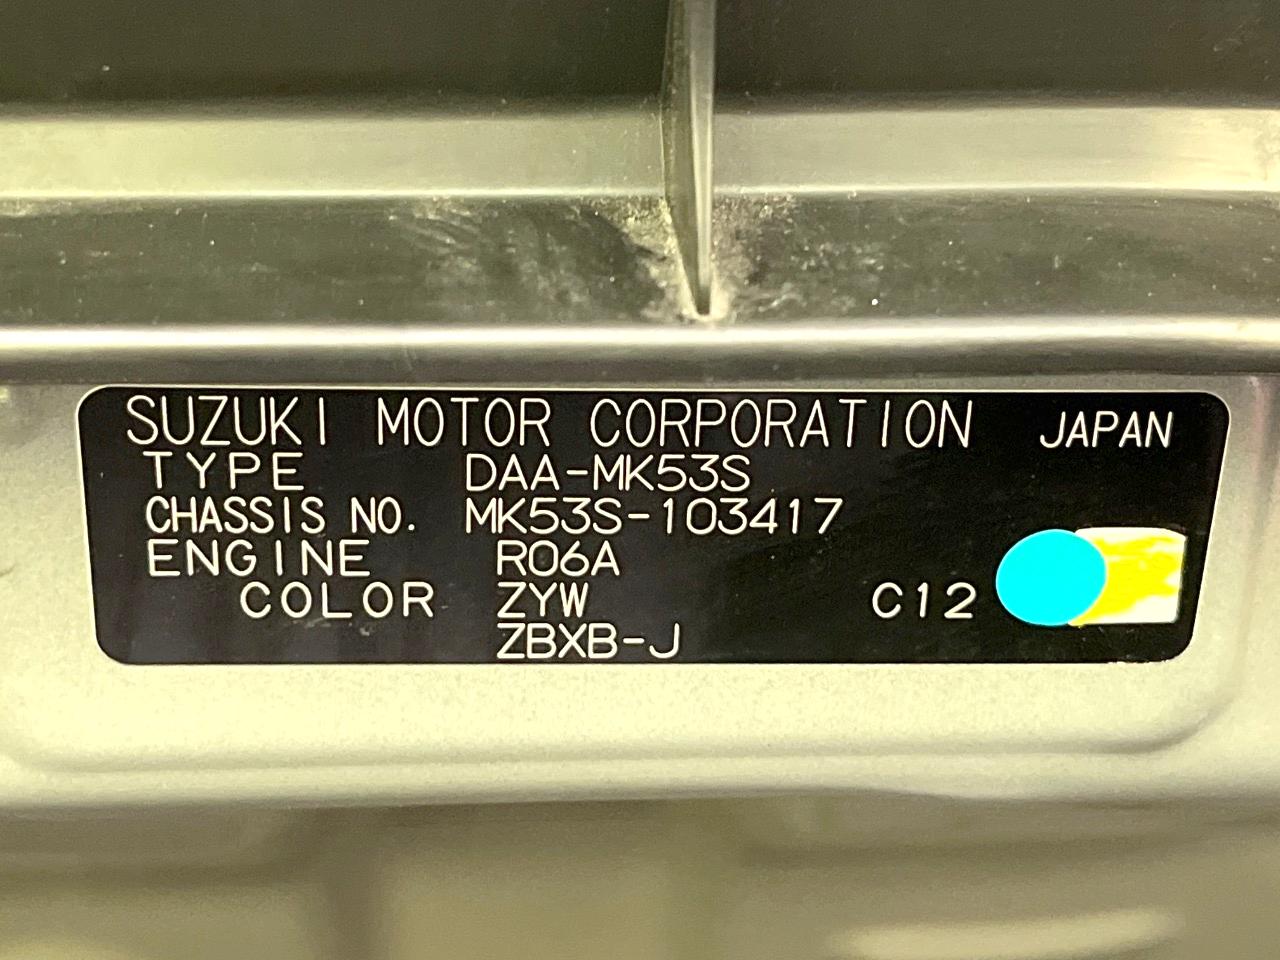 SUZUKI MOTOR CORPORATION JAPAN
TYPE DAA-MK53S
CHASSIS NO. MK53S-103417
ENGINE R06A
COLOR ZYW C12
ZBXB-J